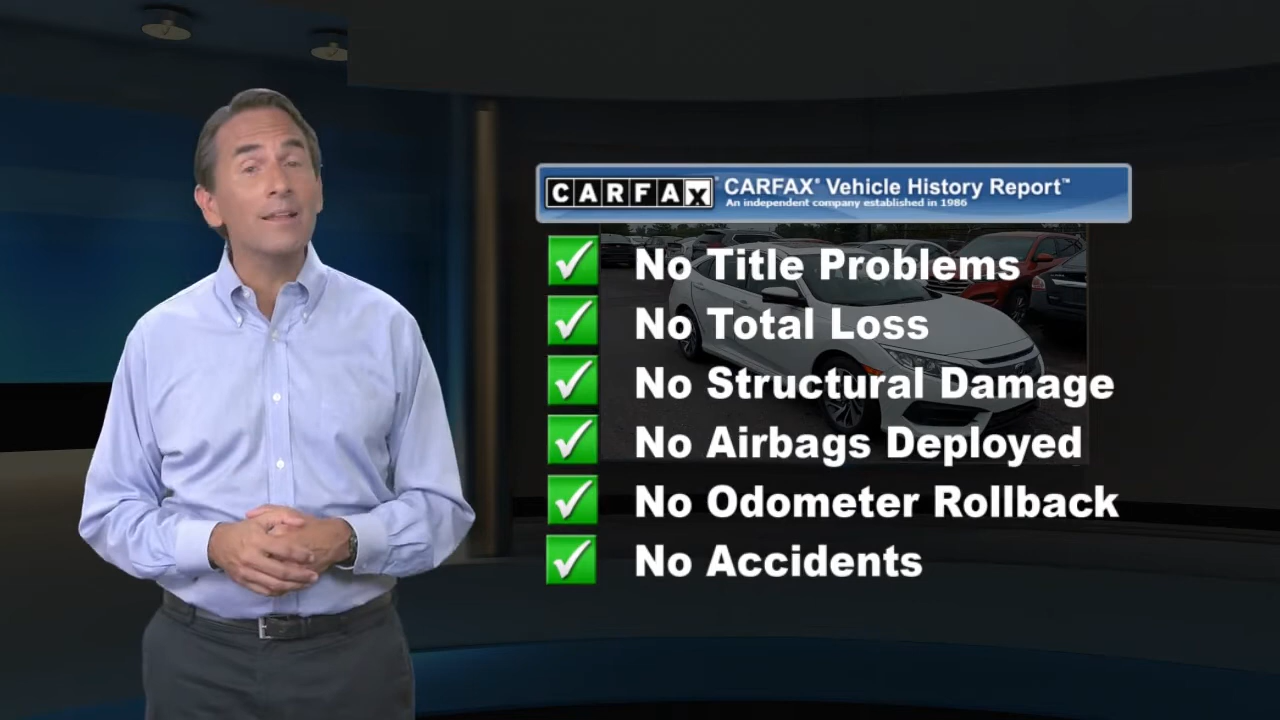 CARFAX® CARFAX® Vehicle History Report™
An independent company established in 1986
No Title Problems
No Total Loss
No Structural Damage
No Airbags Deployed
No Odometer Rollback
No Accidents